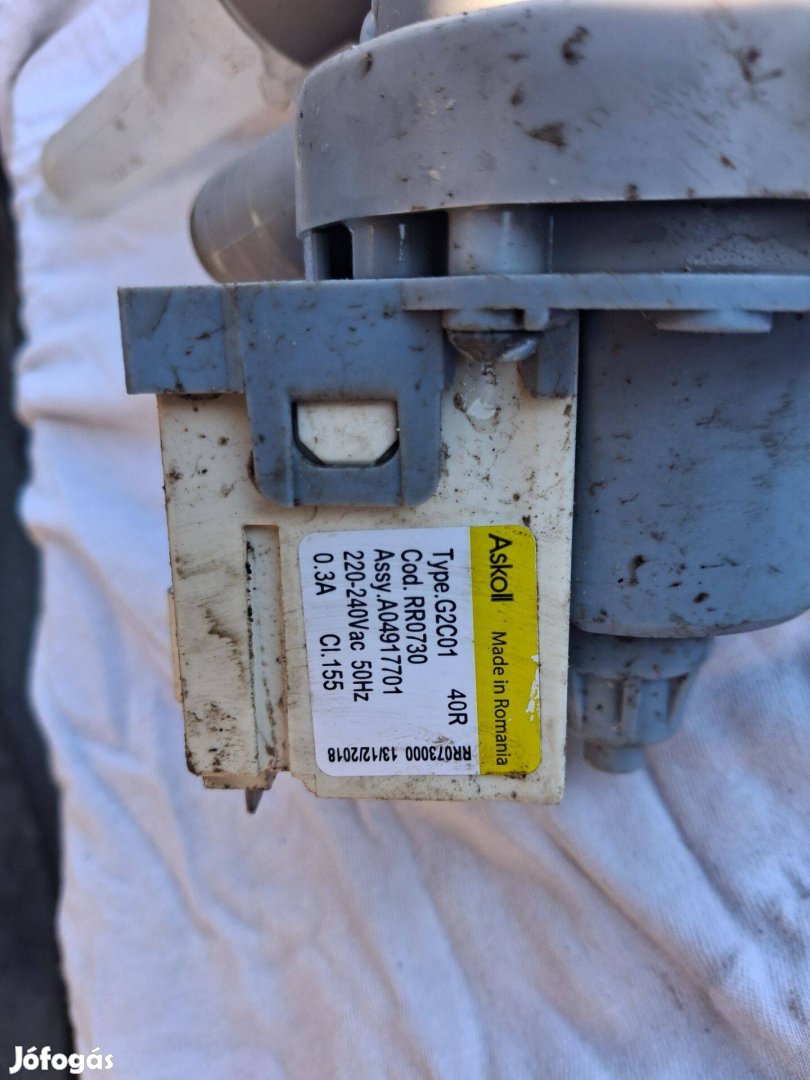 Askoll Made in Romania
Type.G2C01 40R
Cod. RR0730
Assy.A04917701
220-240Vac 50Hz
0.3A Cl.155
RR073000 13/12/2018
Jófogás